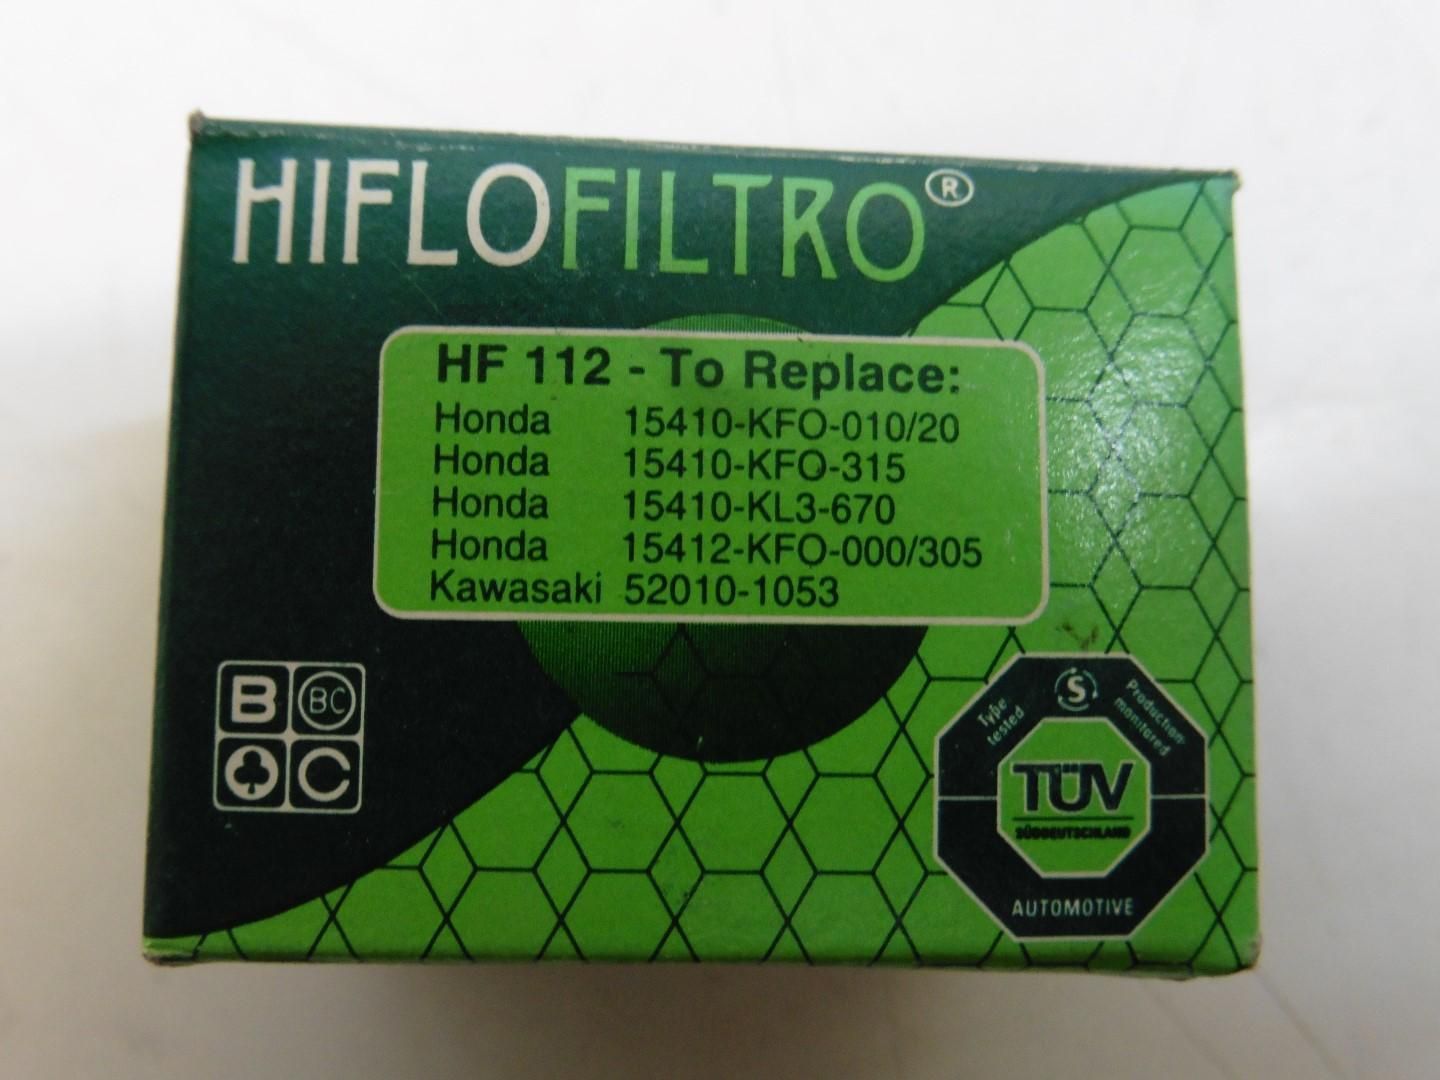 HIFLOFILTRO®
HF 112 - To Replace:
Honda 15410-KFO-010/20
Honda 15410-KFO-315
Honda 15410-KL3-670
Honda 15412-KFO-000/305
Kawasaki 52010-1053
B BC
C
S
Type tested
Production-monitored
TÜV
SÜDDEUTSCHLAND
AUTOMOTIVE